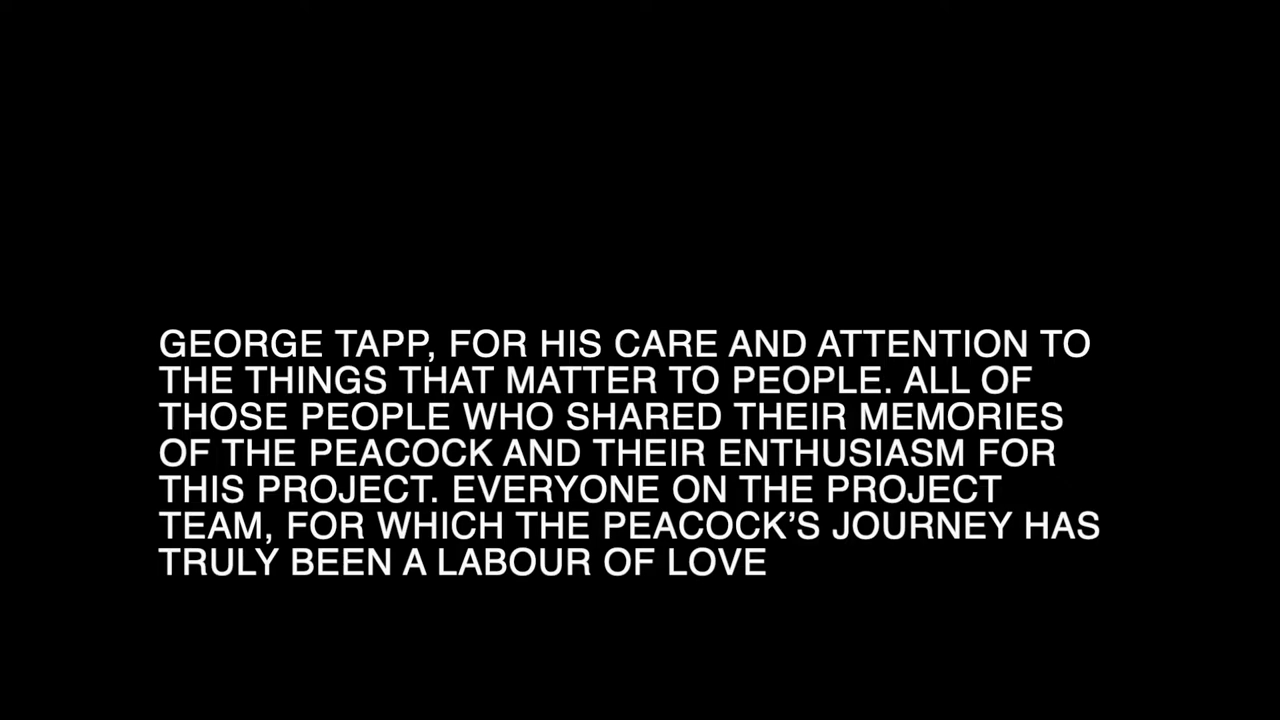 GEORGE TAPP, FOR HIS CARE AND ATTENTION TO
THE THINGS THAT MATTER TO PEOPLE. ALL OF
THOSE PEOPLE WHO SHARED THEIR MEMORIES
OF THE PEACOCK AND THEIR ENTHUSIASM FOR
THIS PROJECT. EVERYONE ON THE PROJECT
TEAM, FOR WHICH THE PEACOCK’S JOURNEY HAS
TRULY BEEN A LABOUR OF LOVE